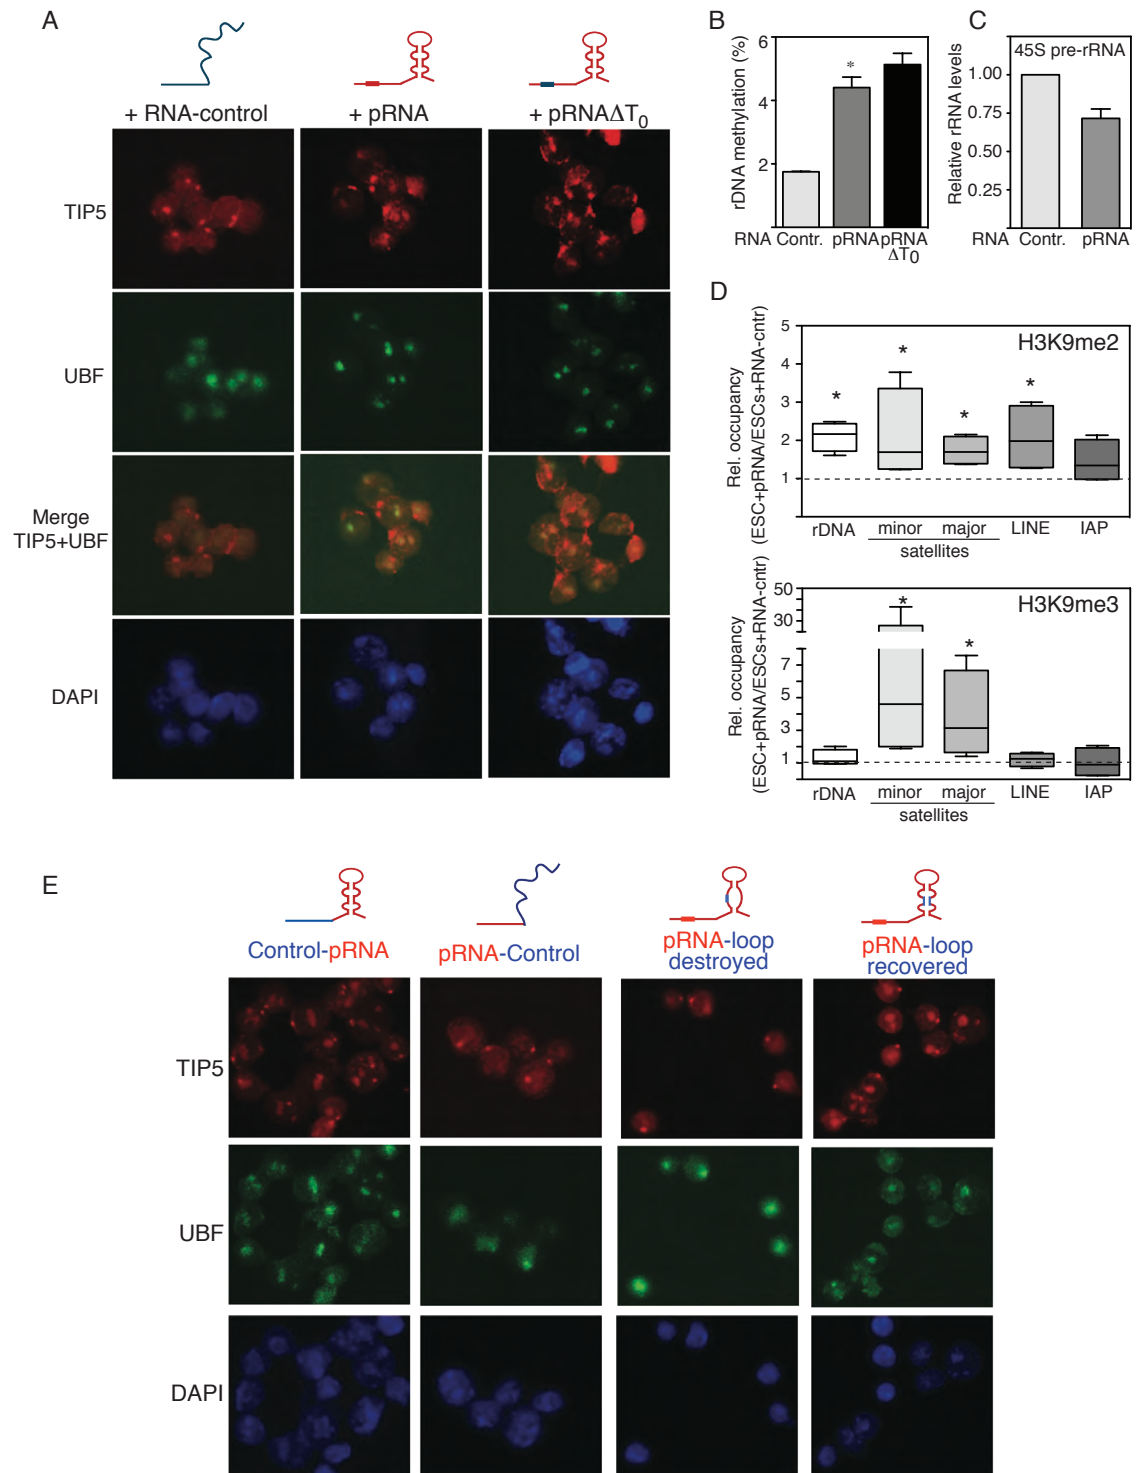 A
+ RNA-control
+ pRNA
+ pRNAΔT0
TIP5
UBF
Merge
TIP5+UBF
DAPI
B
rDNA methylation (%)
6
4
2
*
RNA Contr. pRNA pRNA
ΔT0
C
Relative rRNA levels
45S pre-rRNA
1.00
0.75
0.50
0.25
RNA Contr. pRNA
D
Rel. occupancy
(ESC+pRNA/ESCs+RNA-cntr)
H3K9me2
5
4
3
2
1
* * * *
rDNA minor major LINE IAP
satellites
Rel. occupancy
(ESC+pRNA/ESCs+RNA-cntr)
H3K9me3
50
30
7
5
3
1
* *
rDNA minor major LINE IAP
satellites
E
Control-pRNA
pRNA-Control
pRNA-loop
destroyed
pRNA-loop
recovered
TIP5
UBF
DAPI